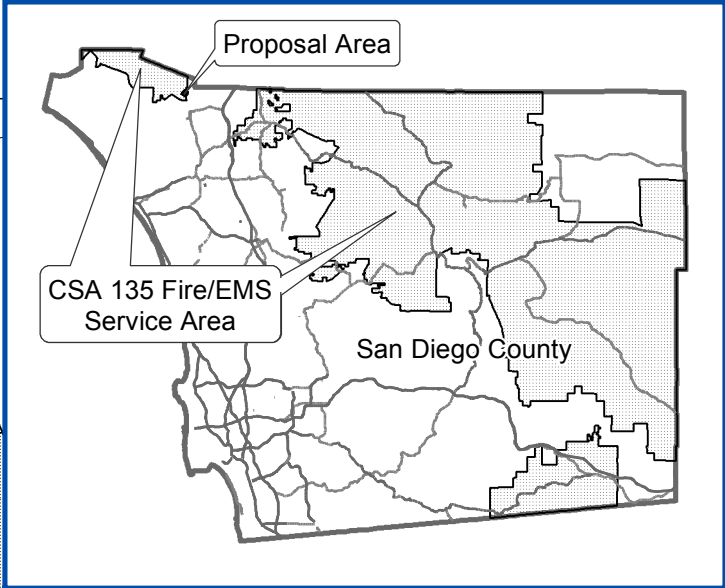 Proposal Area
CSA 135 Fire/EMS
Service Area
San Diego County